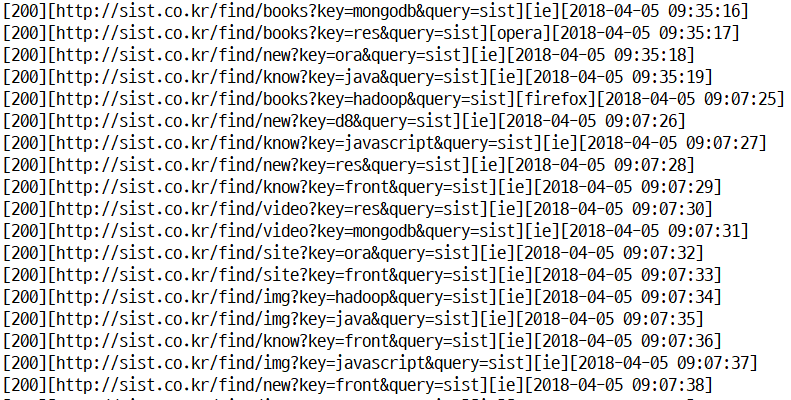 [200][http://sist.co.kr/find/books?key=mongodb&query=sist][ie][2018-04-05 09:35:16]
[200][http://sist.co.kr/find/books?key=res&query=sist][opera][2018-04-05 09:35:17]
[200][http://sist.co.kr/find/new?key=ora&query=sist][ie][2018-04-05 09:35:18]
[200][http://sist.co.kr/find/know?key=java&query=sist][ie][2018-04-05 09:35:19]
[200][http://sist.co.kr/find/books?key=hadoop&query=sist][firefox][2018-04-05 09:07:25]
[200][http://sist.co.kr/find/new?key=d8&query=sist][ie][2018-04-05 09:07:26]
[200][http://sist.co.kr/find/know?key=javascript&query=sist][ie][2018-04-05 09:07:27]
[200][http://sist.co.kr/find/new?key=res&query=sist][ie][2018-04-05 09:07:28]
[200][http://sist.co.kr/find/know?key=front&query=sist][ie][2018-04-05 09:07:29]
[200][http://sist.co.kr/find/video?key=res&query=sist][ie][2018-04-05 09:07:30]
[200][http://sist.co.kr/find/video?key=mongodb&query=sist][ie][2018-04-05 09:07:31]
[200][http://sist.co.kr/find/site?key=ora&query=sist][ie][2018-04-05 09:07:32]
[200][http://sist.co.kr/find/site?key=front&query=sist][ie][2018-04-05 09:07:33]
[200][http://sist.co.kr/find/img?key=hadoop&query=sist][ie][2018-04-05 09:07:34]
[200][http://sist.co.kr/find/img?key=java&query=sist][ie][2018-04-05 09:07:35]
[200][http://sist.co.kr/find/know?key=front&query=sist][ie][2018-04-05 09:07:36]
[200][http://sist.co.kr/find/img?key=javascript&query=sist][ie][2018-04-05 09:07:37]
[200][http://sist.co.kr/find/new?key=front&query=sist][ie][2018-04-05 09:07:38]